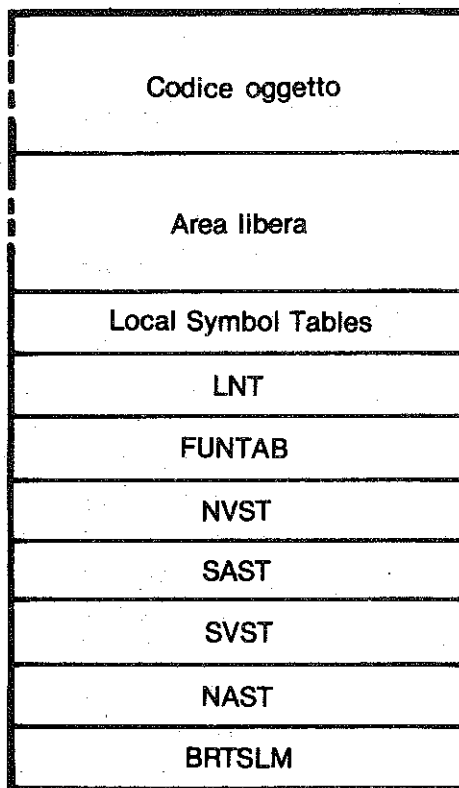 Codice oggetto
Area libera
Local Symbol Tables
LNT
FUNTAB
NVST
SAST
SVST
NAST
BRTSLM